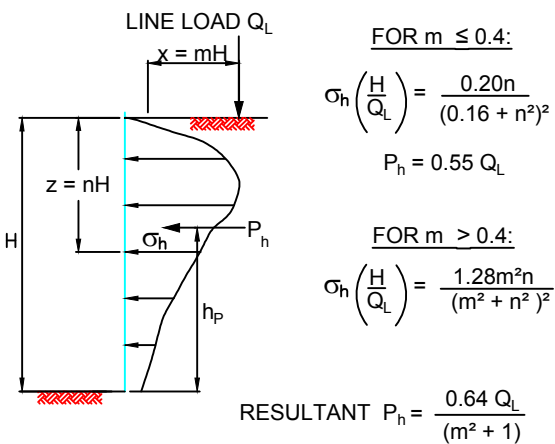 LINE LOAD Q_L
x = mH
z = nH
H
σ_h
P_h
h_P
FOR m ≤ 0.4:
σ_h (H/Q_L) = 0.20n / (0.16 + n²)²
P_h = 0.55 Q_L
FOR m > 0.4:
σ_h (H/Q_L) = 1.28m²n / (m² + n²)²
RESULTANT P_h = 0.64 Q_L / (m² + 1)